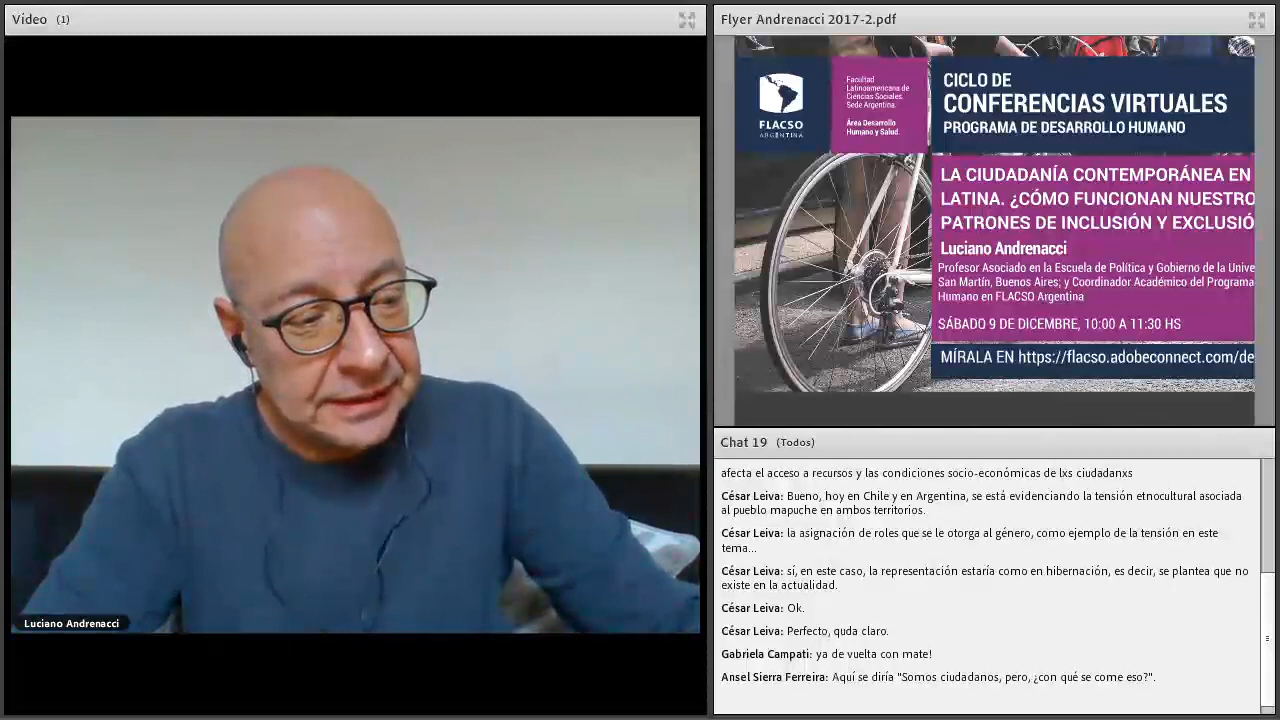 Vídeo (1)
Luciano Andrenacci
Flyer Andrenacci 2017-2.pdf
FLACSO
ARGENTINA
Facultad
Latinoamericana de
Ciencias Sociales.
Sede Argentina.
Área Desarrollo
Humano y Salud.
CICLO DE
CONFERENCIAS VIRTUALES
PROGRAMA DE DESARROLLO HUMANO
LA CIUDADANÍA CONTEMPORÁNEA EN
LATINA. ¿CÓMO FUNCIONAN NUESTRO
PATRONES DE INCLUSIÓN Y EXCLUSIÓ
Luciano Andrenacci
Profesor Asociado en la Escuela de Política y Gobierno de la Unive
San Martín, Buenos Aires; y Coordinador Académico del Programa
Humano en FLACSO Argentina
SÁBADO 9 DE DICIEMBRE, 10:00 A 11:30 HS
MÍRALA EN https://flacso.adobeconnect.com/de
Chat 19 (Todos)
afecta el acceso a recursos y las condiciones socio-económicas de lxs ciudadanxs
César Leiva: Bueno, hoy en Chile y en Argentina, se está evidenciando la tensión etnocultural asociada
al pueblo mapuche en ambos territorios.
César Leiva: la asignación de roles que se le otorga al género, como ejemplo de la tensión en este
tema...
César Leiva: sí, en este caso, la representación estaría como en hibernación, es decir, se plantea que no
existe en la actualidad.
César Leiva: Ok.
César Leiva: Perfecto, quda claro.
Gabriela Campati: ya de vuelta con mate!
Ansel Sierra Ferreira: Aquí se diría "Somos ciudadanos, pero, ¿con qué se come eso?".